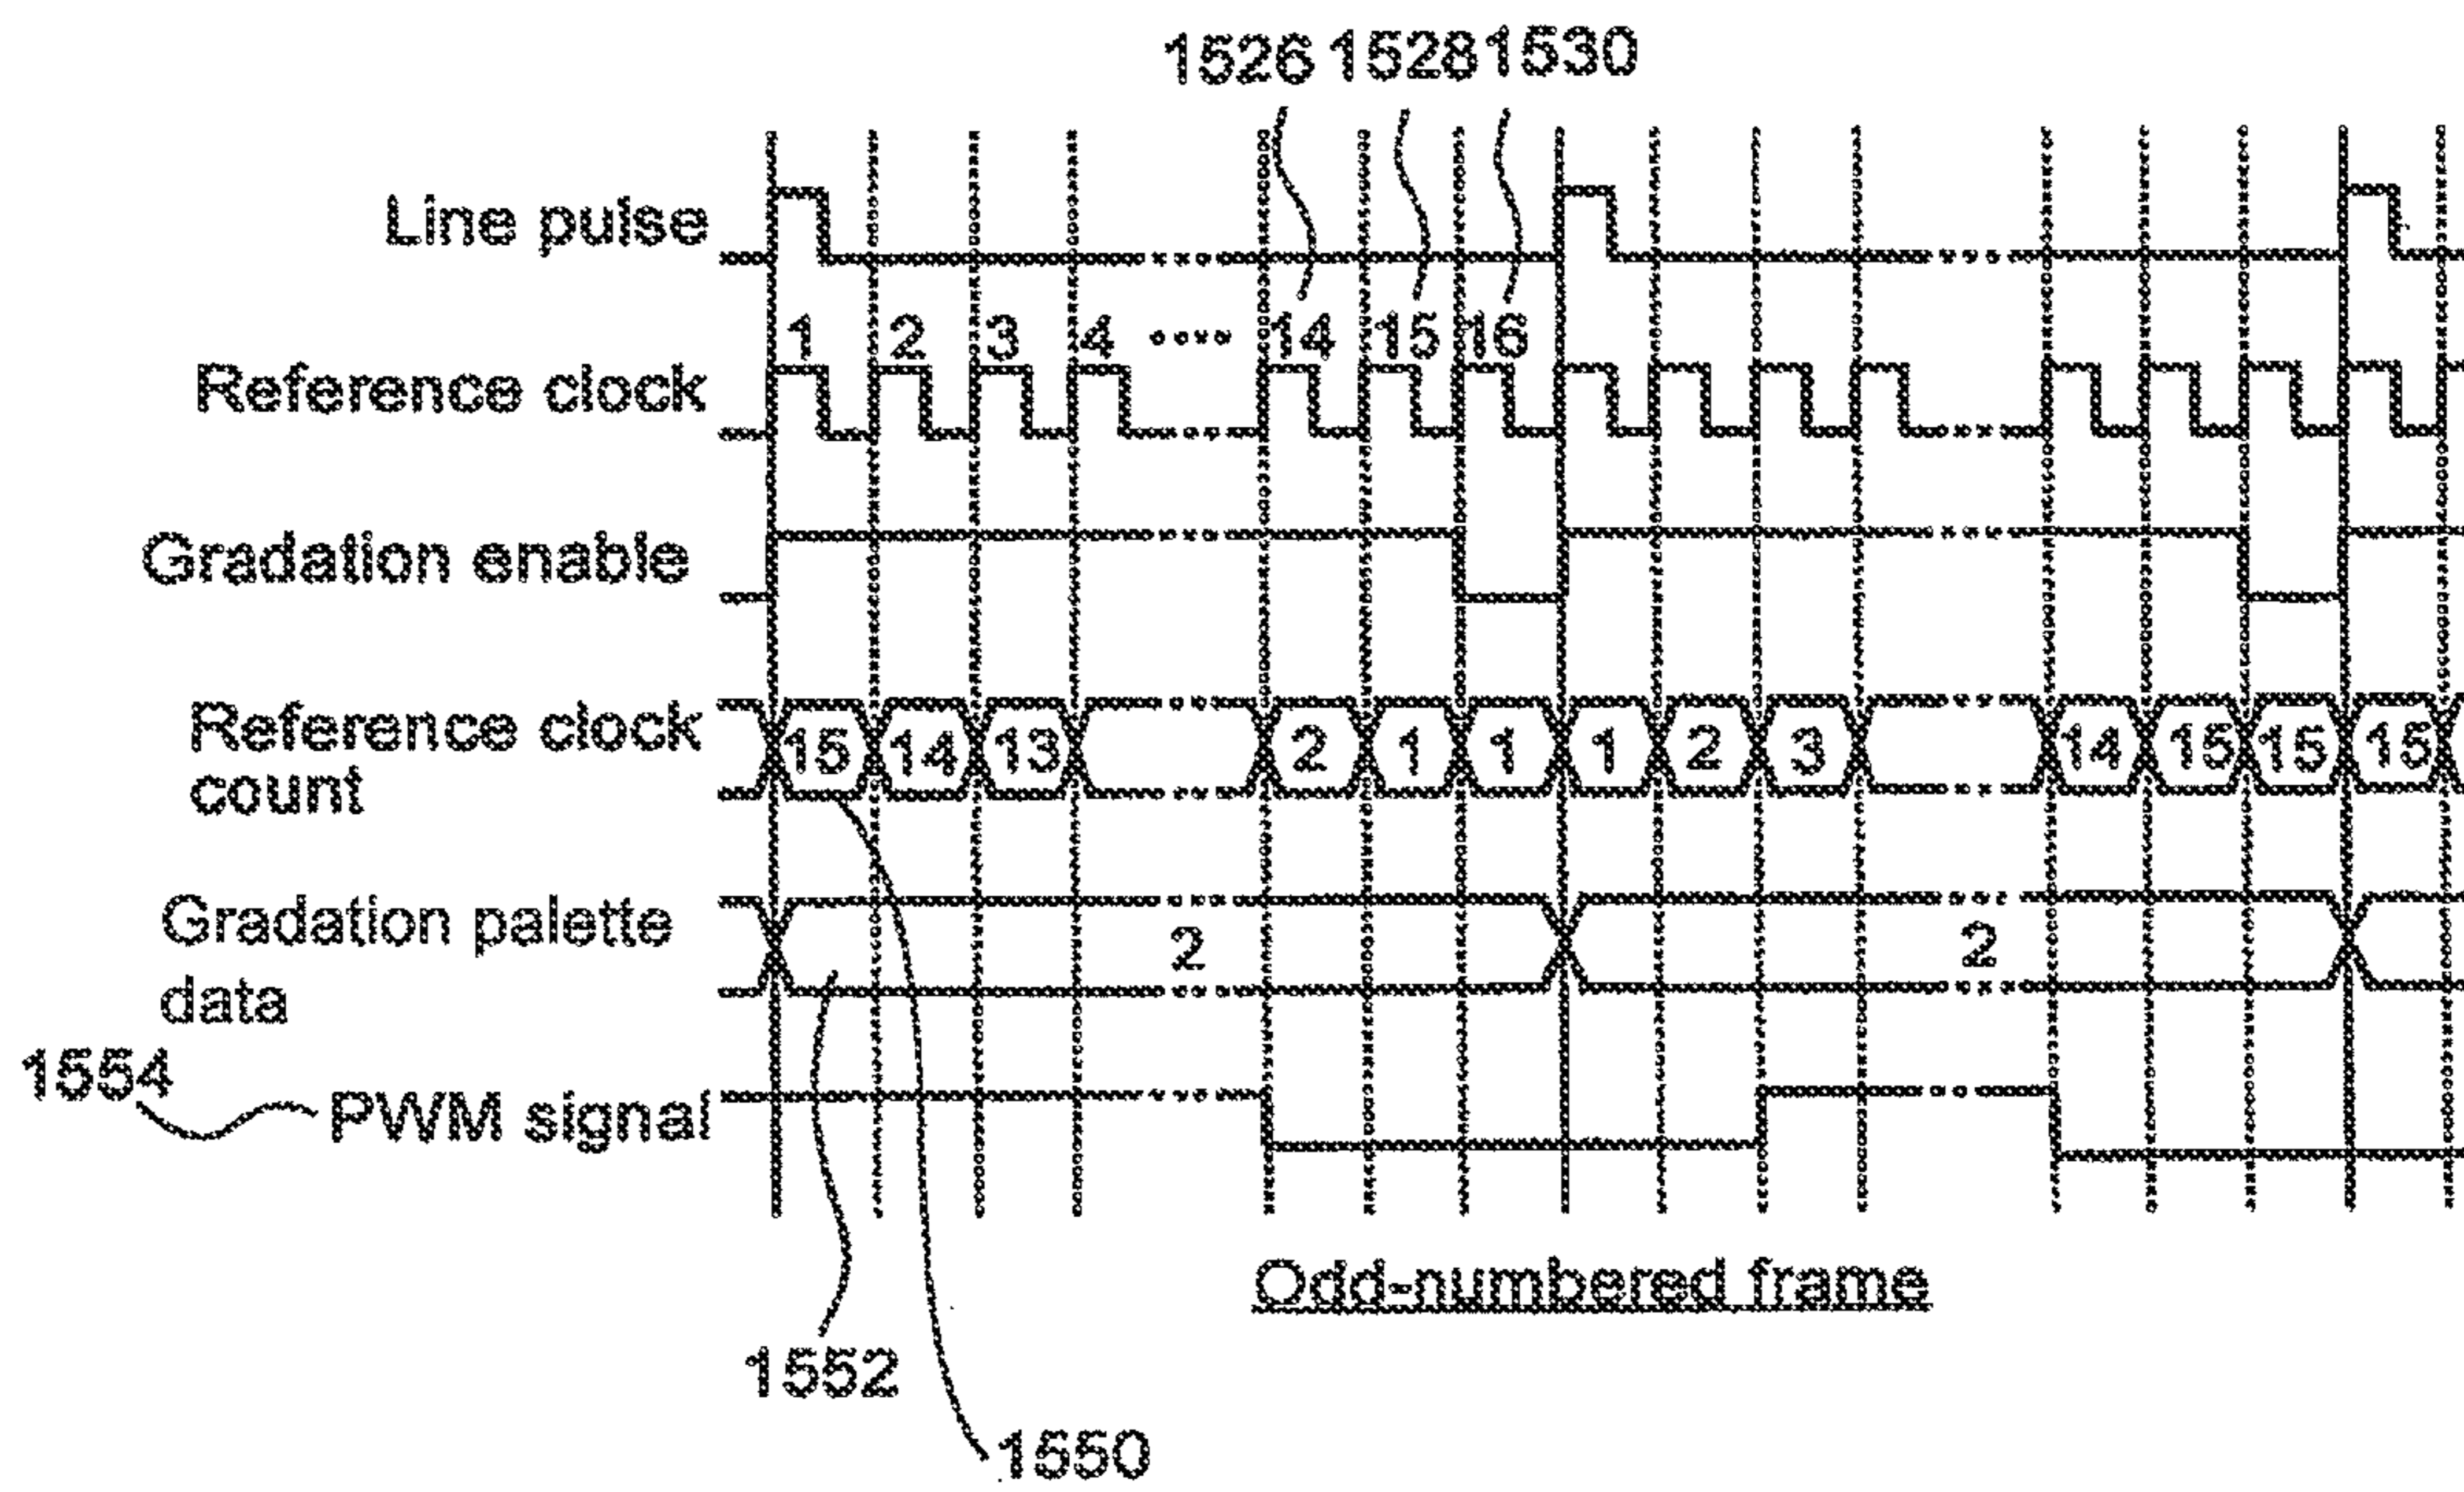 1526 1528 1530
Line pulse
1 2 3 4 14 15 16
Reference clock
Gradation enable
Reference clock
count
15 14 13 2 1 1 1 2 3 14 15 15 15
Gradation palette
data
2 2
1554
PWM signal
Odd-numbered frame
1552
1550